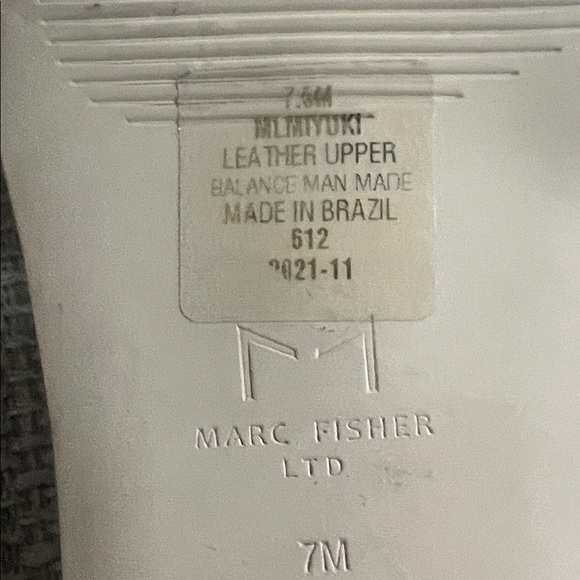 7.5M
MLMIYUKI
LEATHER UPPER
BALANCE MAN MADE
MADE IN BRAZIL
612
2021-11
MARC FISHER
LTD
7M